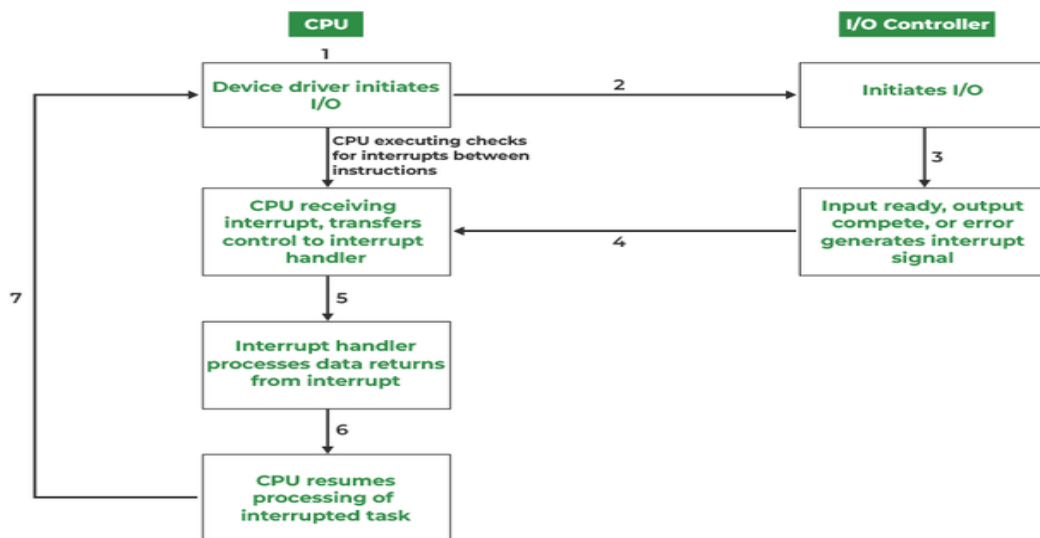 CPU
I/O Controller
1
Device driver initiates
I/O
2
Initiates I/O
CPU executing checks
for interrupts between
instructions
3
CPU receiving
interrupt, transfers
control to interrupt
handler
4
Input ready, output
compete, or error
generates interrupt
signal
5
7
Interrupt handler
processes data returns
from interrupt
6
CPU resumes
processing of
interrupted task